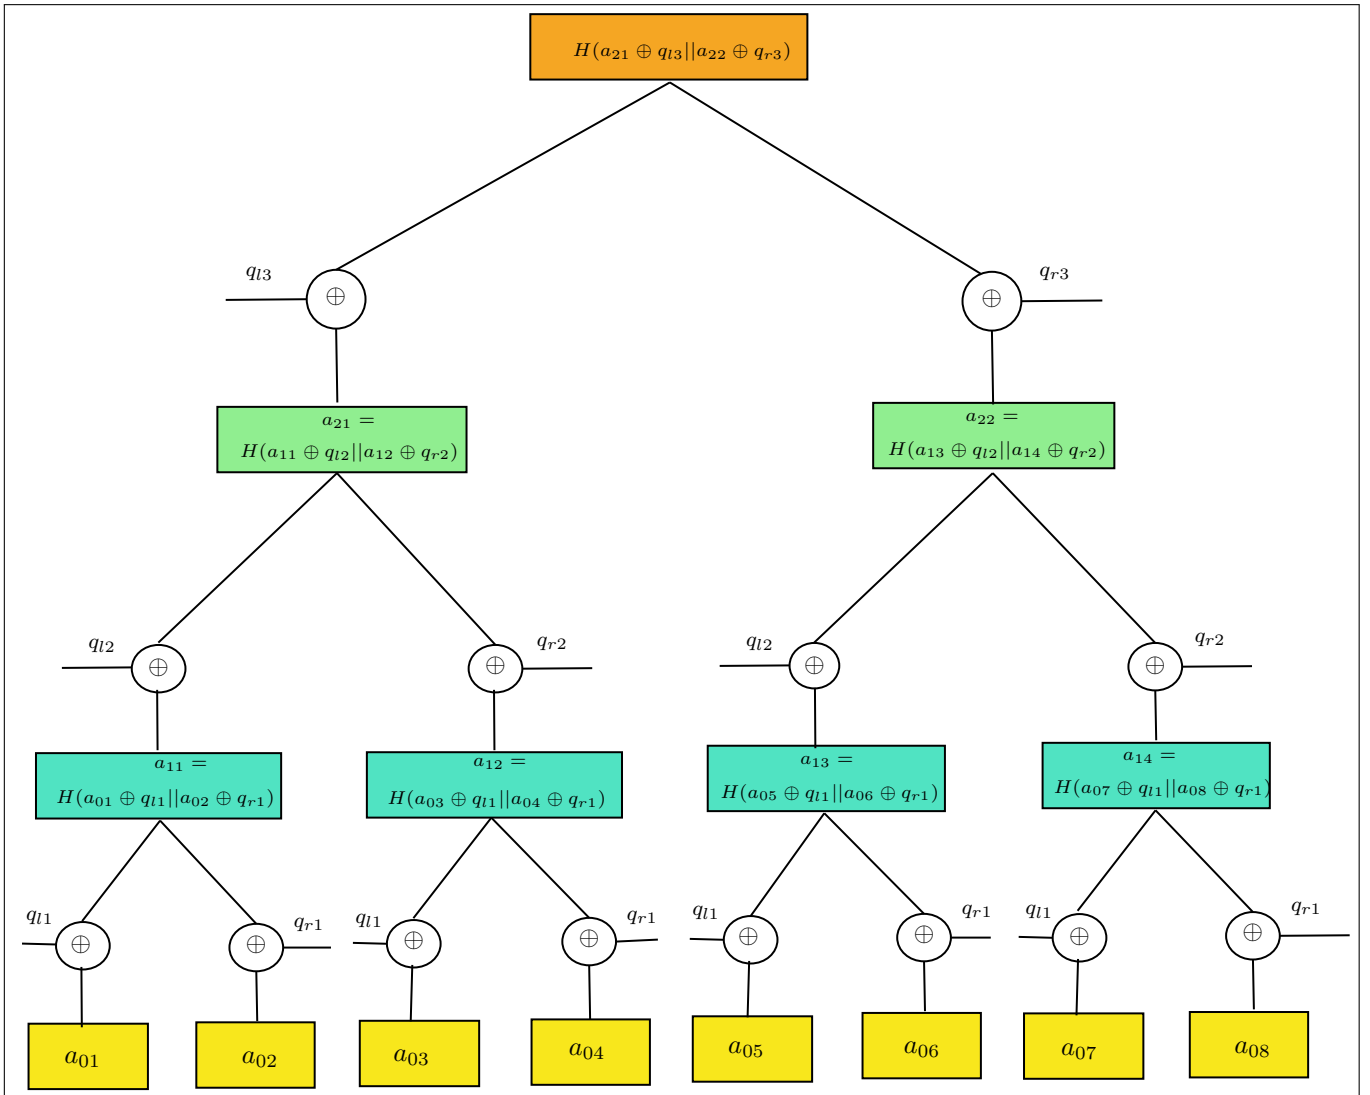 H(a₂₁ ⊕ qₗ₃||a₂₂ ⊕ qᵣ₃)
qₗ₃
⊕
⊕
qᵣ₃
a₂₁ =
H(a₁₁ ⊕ qₗ₂||a₁₂ ⊕ qᵣ₂)
a₂₂ =
H(a₁₃ ⊕ qₗ₂||a₁₄ ⊕ qᵣ₂)
qₗ₂
⊕
⊕
qᵣ₂
qₗ₂
⊕
⊕
qᵣ₂
a₁₁ =
H(a₀₁ ⊕ qₗ₁||a₀₂ ⊕ qᵣ₁)
a₁₂ =
H(a₀₃ ⊕ qₗ₁||a₀₄ ⊕ qᵣ₁)
a₁₃ =
H(a₀₅ ⊕ qₗ₁||a₀₆ ⊕ qᵣ₁)
a₁₄ =
H(a₀₇ ⊕ qₗ₁||a₀₈ ⊕ qᵣ₁)
qₗ₁
⊕
⊕
qᵣ₁
qₗ₁
⊕
⊕
qᵣ₁
qₗ₁
⊕
⊕
qᵣ₁
qₗ₁
⊕
⊕
qᵣ₁
a₀₁
a₀₂
a₀₃
a₀₄
a₀₅
a₀₆
a₀₇
a₀₈